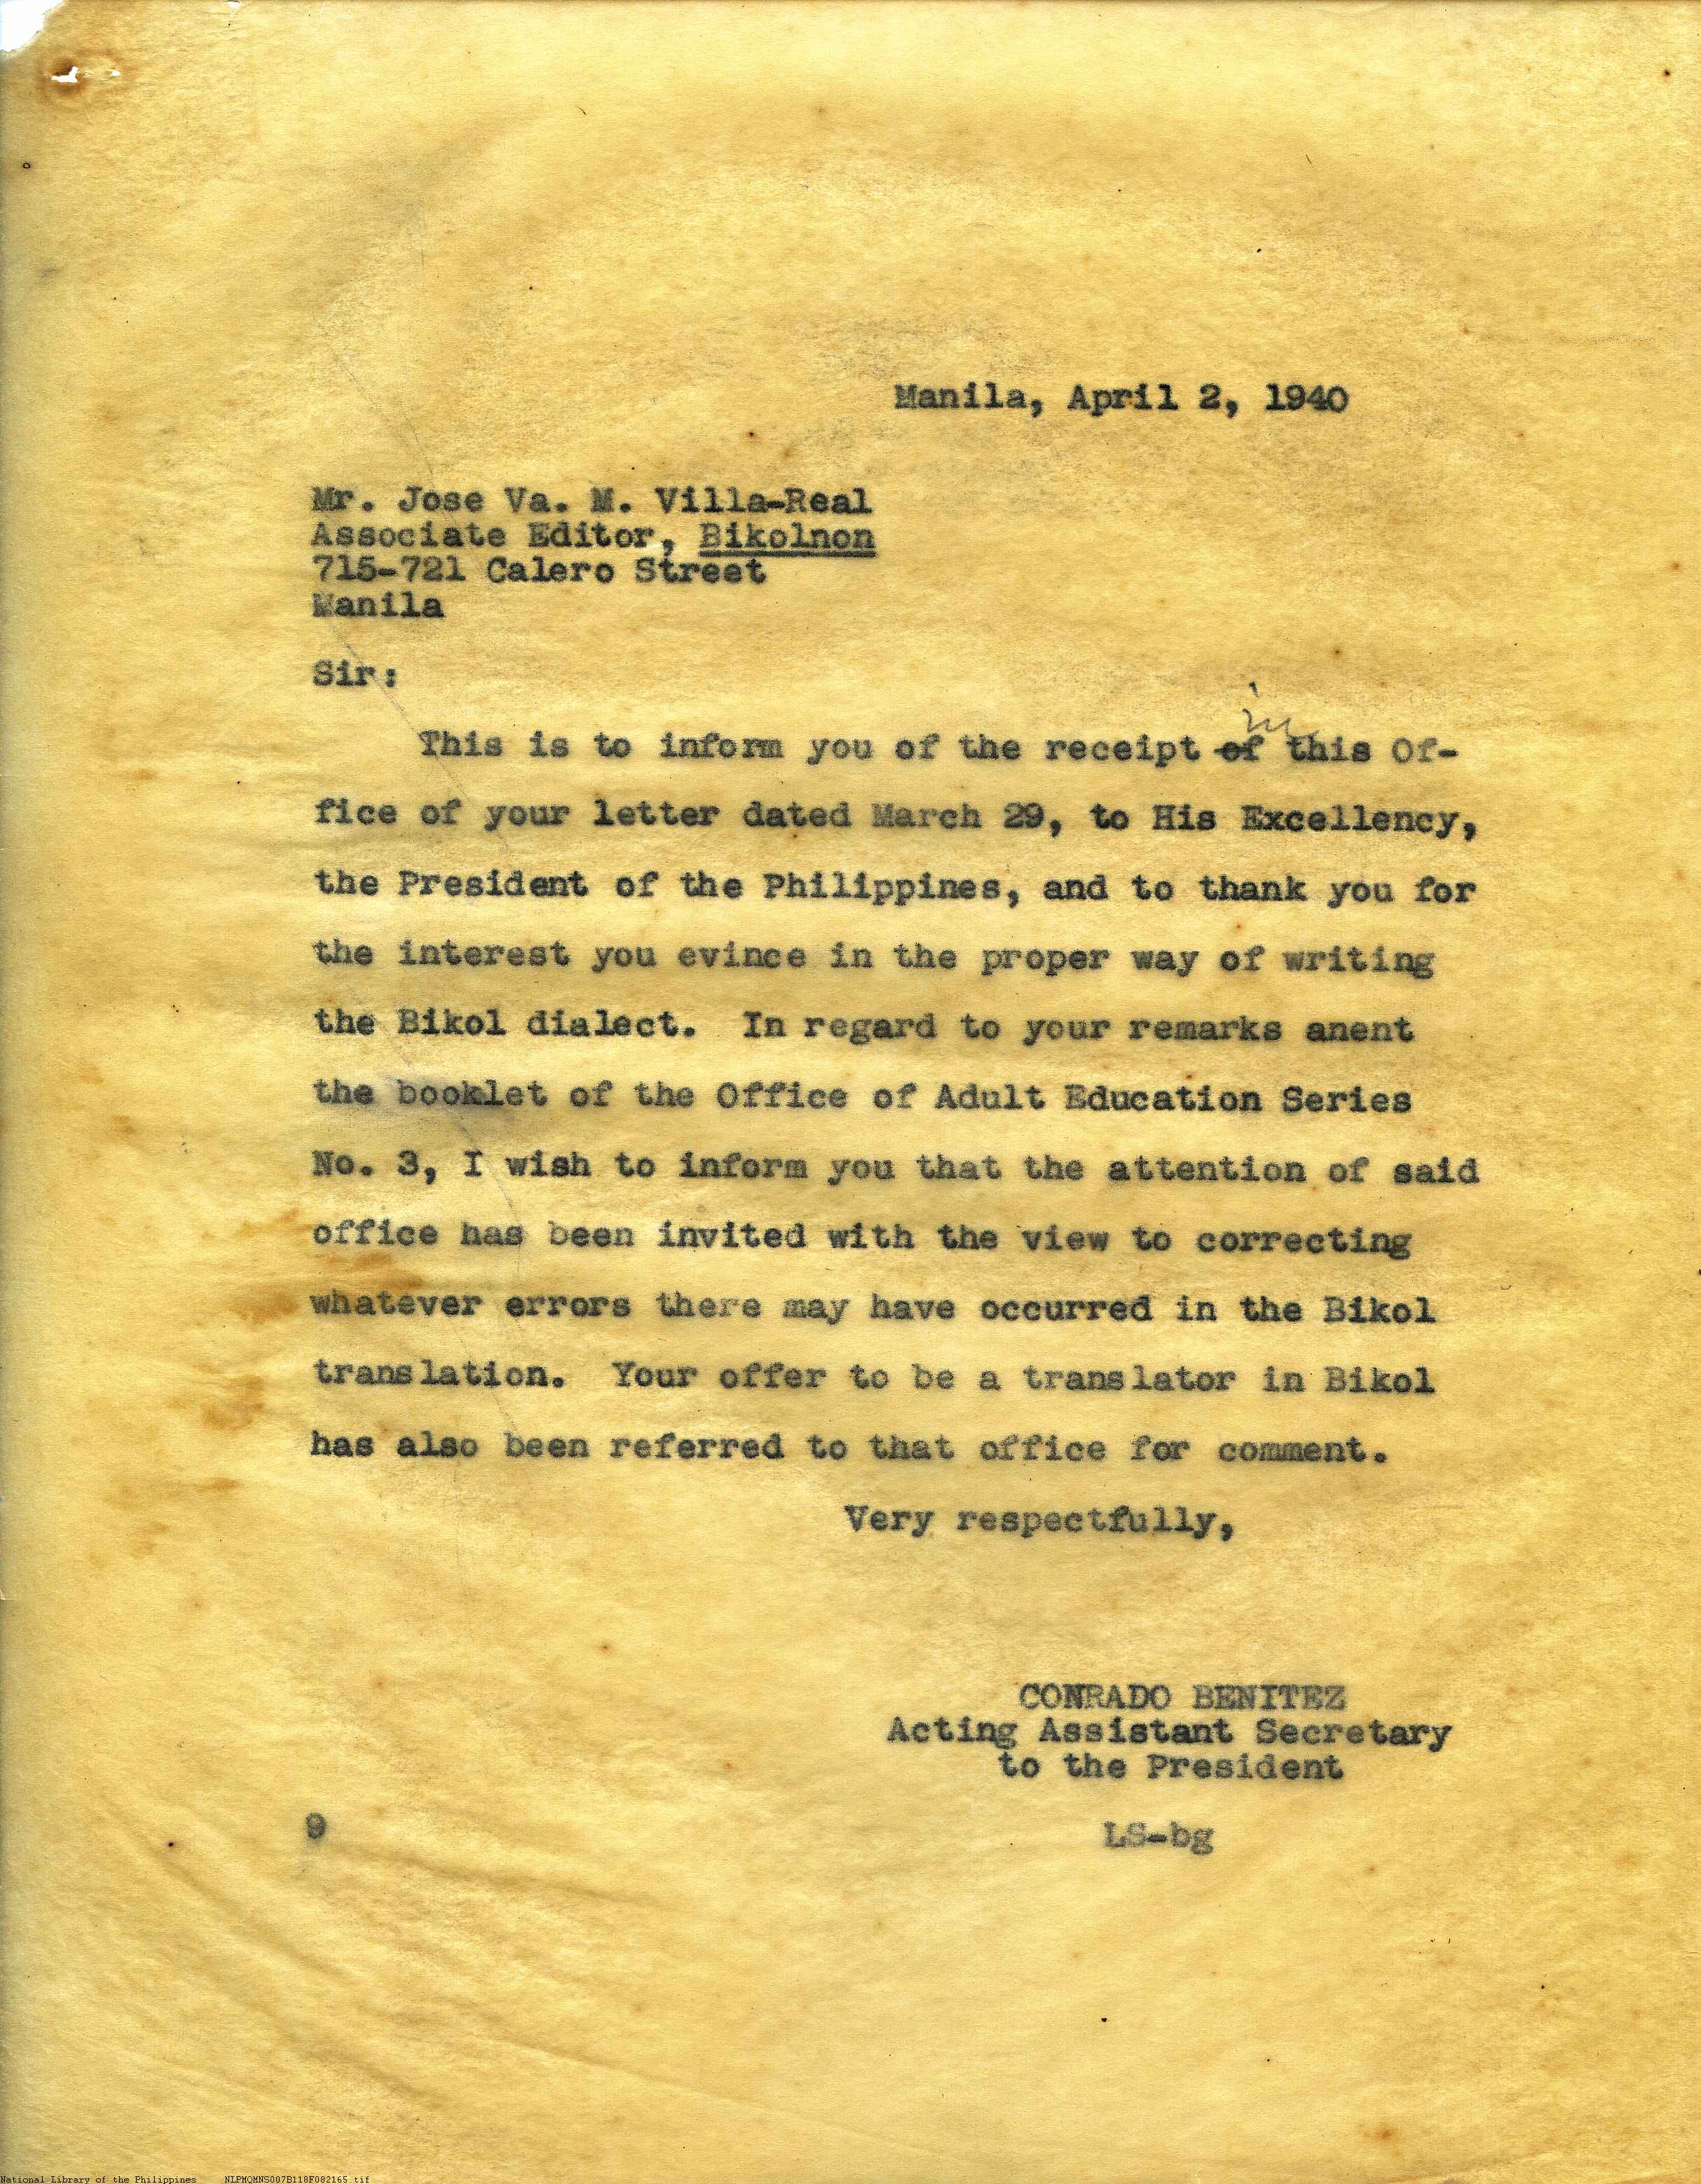 Manila, April 2, 1940
Mr. Jose Va. M. Villa-Real
Associate Editor, Bikolnon
715-721 Calero Street
Manila
Sir:
in
This is to inform you of the receipt of this Of-
fice of your letter dated March 29, to His Excellency,
the President of the Philippines, and to thank you for
the interest you evince in the proper way of writing
the Bikol dialect. In regard to your remarks anent
the booklet of the Office of Adult Education Series
No. 3, I wish to inform you that the attention of said
office has been invited with the view to correcting
whatever errors there may have occurred in the Bikol
translation. Your offer to be a translator in Bikol
has also been referred to that office for comment.
Very respectfully,
CONRADO BENITEZ
Acting Assistant Secretary
to the President
9 LS-bg
National Library of the Philippines NLPMQMNS007B118F082165.tif